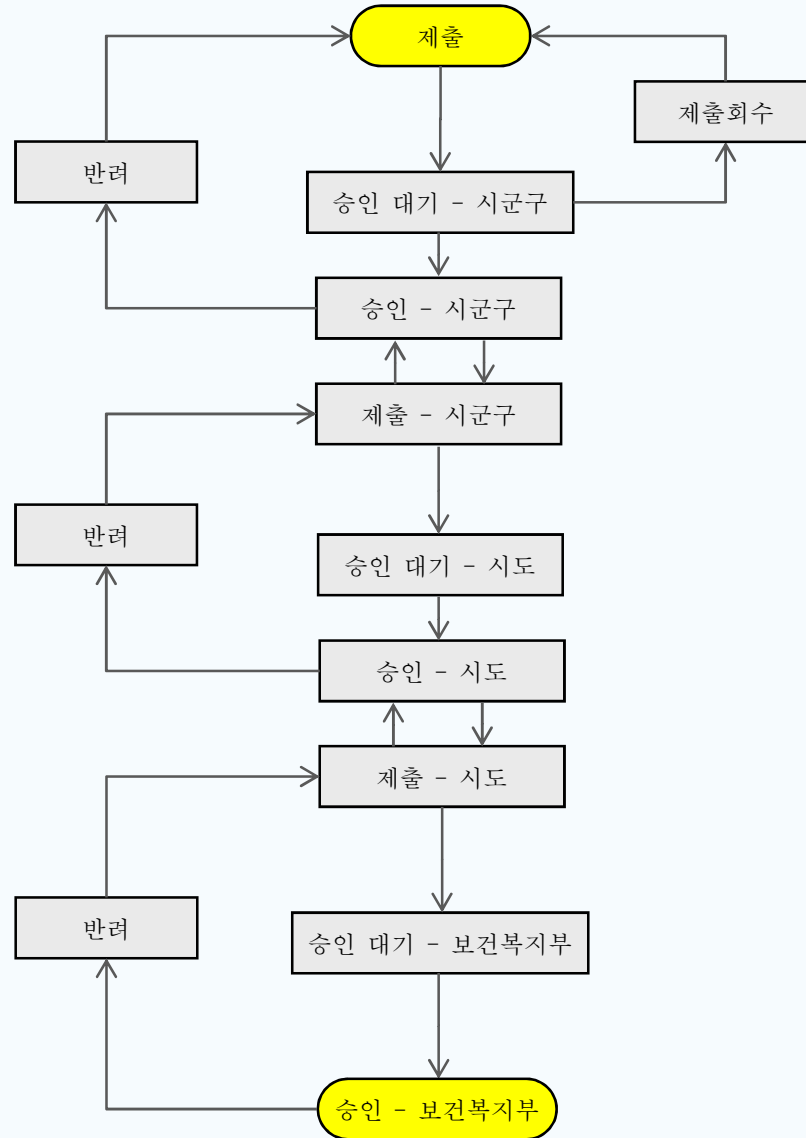 제출
제출회수
반려
승인 대기 - 시군구
승인 - 시군구
제출 - 시군구
반려
승인 대기 - 시도
승인 - 시도
제출 - 시도
반려
승인 대기 - 보건복지부
승인 - 보건복지부